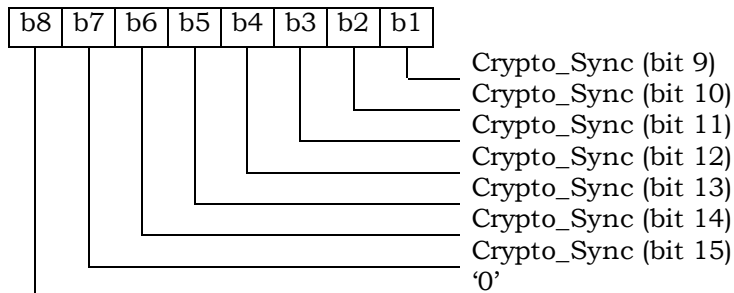 b8 b7 b6 b5 b4 b3 b2 b1
Crypto_Sync (bit 9)
Crypto_Sync (bit 10)
Crypto_Sync (bit 11)
Crypto_Sync (bit 12)
Crypto_Sync (bit 13)
Crypto_Sync (bit 14)
Crypto_Sync (bit 15)
‘0’